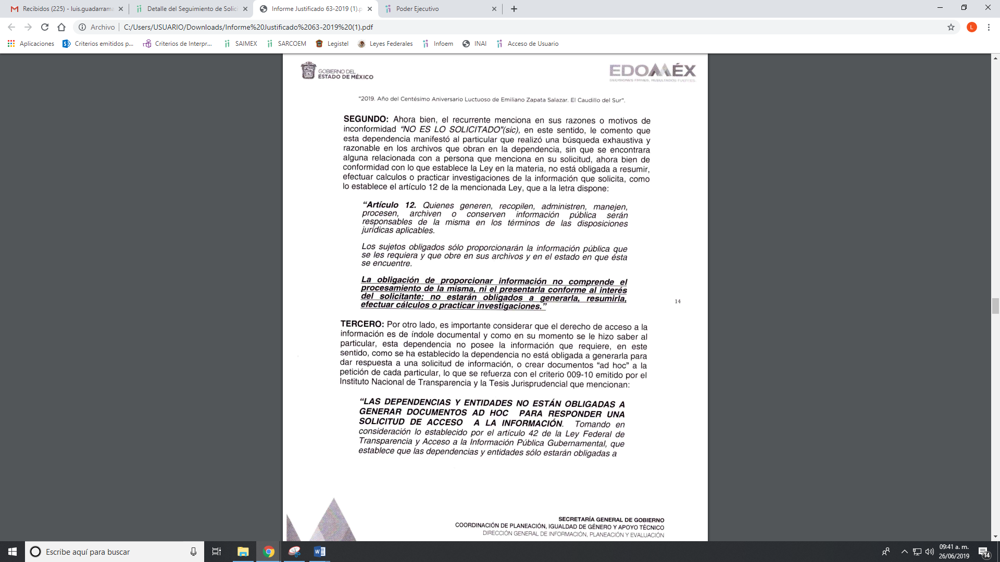 Recibidos (225) - luis.guadarrama
Detalle del Seguimiento de Solici
Informe Justificado 63-2019 (1).p
Poder Ejecutivo
Archivo
C:/Users/USUARIO/Downloads/Informe%20Justificado%2063-2019%20(1).pdf
L
Aplicaciones
Criterios emitidos p...
Criterios de Interpr...
SAIMEX
SARCOEM
Legistel
Leyes Federales
Infoem
INAI
Acceso de Usuario
GOBIERNO DEL
ESTADO DE MÉXICO
EDOMÉX
DECISIONES FIRMES, RESULTADOS FUERTES.
“2019. Año del Centésimo Aniversario Luctuoso de Emiliano Zapata Salazar. El Caudillo del Sur”.
SEGUNDO: Ahora bien, el recurrente menciona en sus razones o motivos de
inconformidad “NO ES LO SOLICITADO”(sic), en este sentido, le comento que
esta dependencia manifestó al particular que realizó una búsqueda exhaustiva y
razonable en los archivos que obran en la dependencia, sin que se encontrara
alguna relacionada con a persona que menciona en su solicitud, ahora bien de
conformidad con lo que establece la Ley en la materia, no está obligada a resumir,
efectuar calculos o practicar investigaciones de la información que solicita, como
lo establece el artículo 12 de la mencionada Ley, que a la letra dispone:
“Artículo 12. Quienes generen, recopilen, administren, manejen,
procesen, archiven o conserven información pública serán
responsables de la misma en los términos de las disposiciones
jurídicas aplicables.
Los sujetos obligados sólo proporcionarán la información pública que
se les requiera y que obre en sus archivos y en el estado en que ésta
se encuentre.
La obligación de proporcionar información no comprende el
procesamiento de la misma, ni el presentarla conforme al interés
del solicitante; no estarán obligados a generarla, resumirla,
efectuar cálculos o practicar investigaciones.”
14
TERCERO: Por otro lado, es importante considerar que el derecho de acceso a la
información es de índole documental y como en su momento se le hizo saber al
particular, esta dependencia no posee la información que requiere, en este
sentido, como se ha establecido la dependencia no está obligada a generarla para
dar respuesta a una solicitud de información, o crear documentos “ad hoc” a la
petición de cada particular, lo que se refuerza con el criterio 009-10 emitido por el
Instituto Nacional de Transparencia y la Tesis Jurisprudencial que mencionan:
“LAS DEPENDENCIAS Y ENTIDADES NO ESTÁN OBLIGADAS A
GENERAR DOCUMENTOS AD HOC PARA RESPONDER UNA
SOLICITUD DE ACCESO A LA INFORMACIÓN. Tomando en
consideración lo establecido por el artículo 42 de la Ley Federal de
Transparencia y Acceso a la Información Pública Gubernamental, que
establece que las dependencias y entidades sólo estarán obligadas a
SECRETARÍA GENERAL DE GOBIERNO
COORDINACIÓN DE PLANEACIÓN, IGUALDAD DE GÉNERO Y APOYO TÉCNICO
DIRECCIÓN GENERAL DE INFORMACIÓN, PLANEACIÓN Y EVALUACIÓN
Escribe aquí para buscar
09:41 a. m.
26/06/2019
14